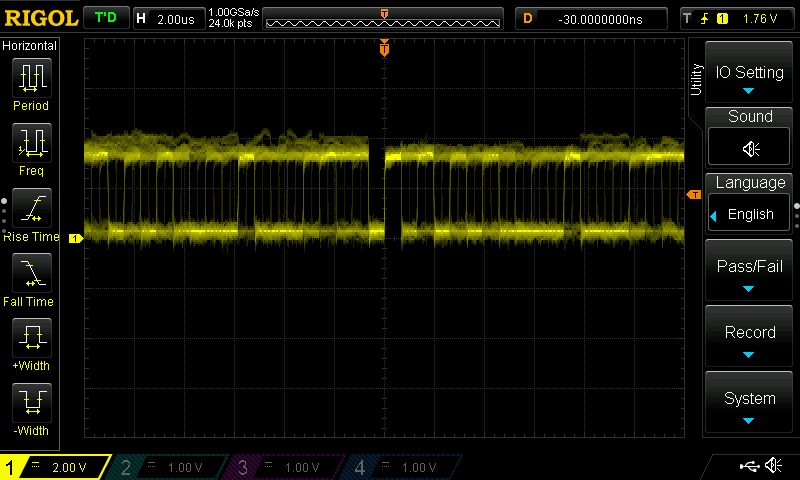 RIGOL T'D H 2.00us 1.00GSa/s
24.0k pts T D -30.0000000ns T 1 1.76 V
Horizontal
Period
Freq
Rise Time
Fall Time
+Width
-Width
T
1
T
Utility
IO Setting
Sound
Language
English
Pass/Fail
Record
System
1 2.00 V 2 1.00 V 3 1.00 V 4 1.00 V